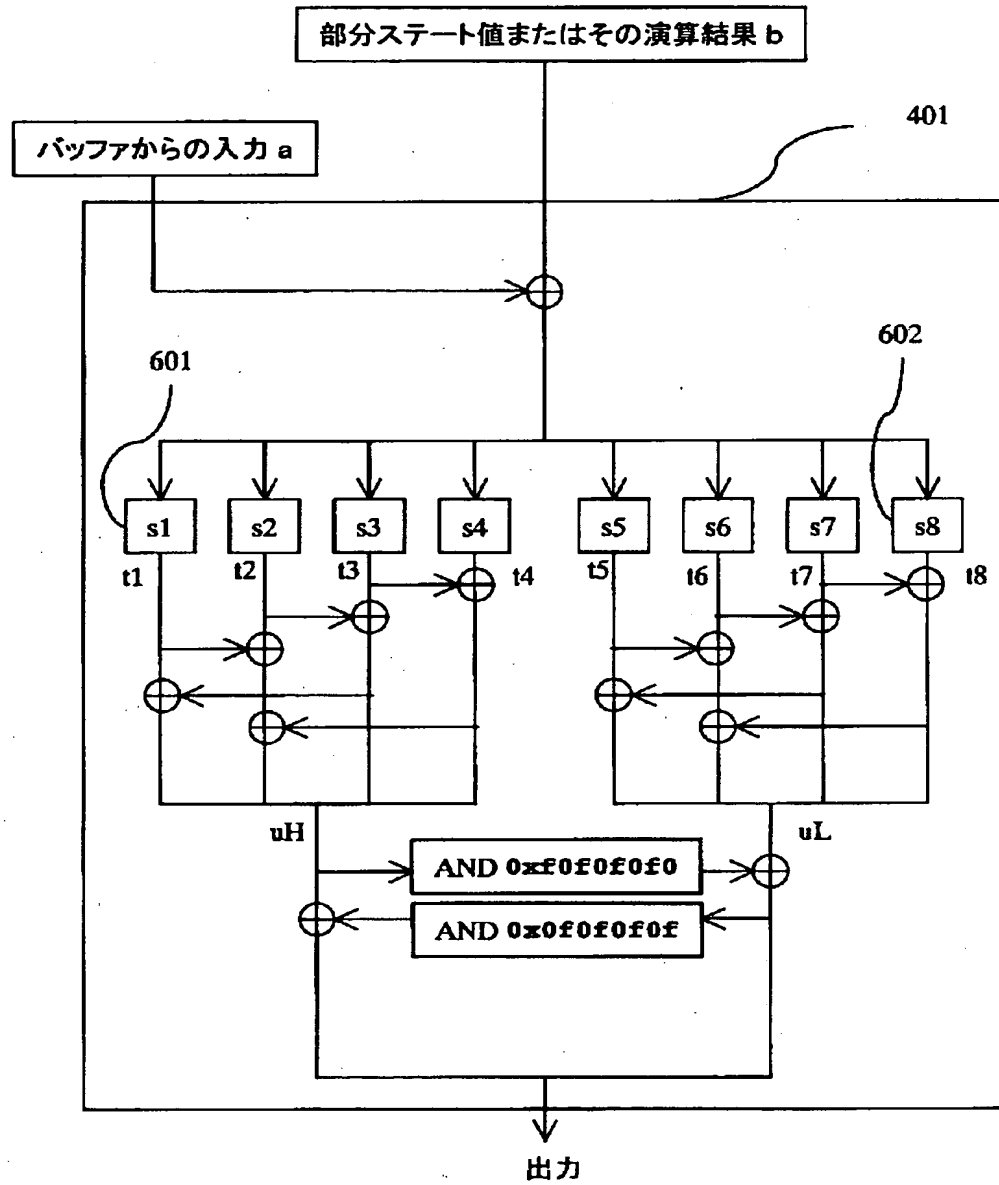 部分ステート値またはその演算結果 b
401
バッファからの入力 a
601
602
s1 s2 s3 s4 s5 s6 s7 s8
t1 t2 t3 t4 t5 t6 t7 t8
uH uL
AND 0xf0f0f0f0
AND 0x0f0f0f0f
出力